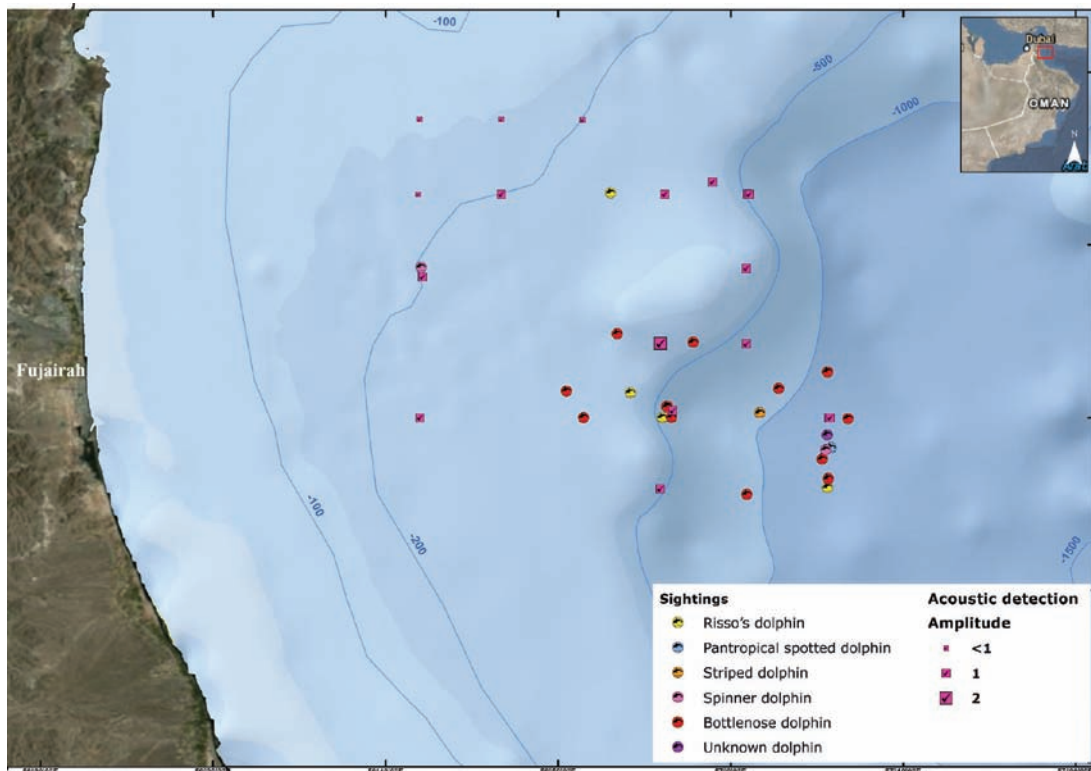 -100
-500
-1000
Dubai
OMAN
N
Fujairah
-100
-200
-1500
Sightings
Risso's dolphin
Pantropical spotted dolphin
Striped dolphin
Spinner dolphin
Bottlenose dolphin
Unknown dolphin
Acoustic detection
Amplitude
<1
1
2